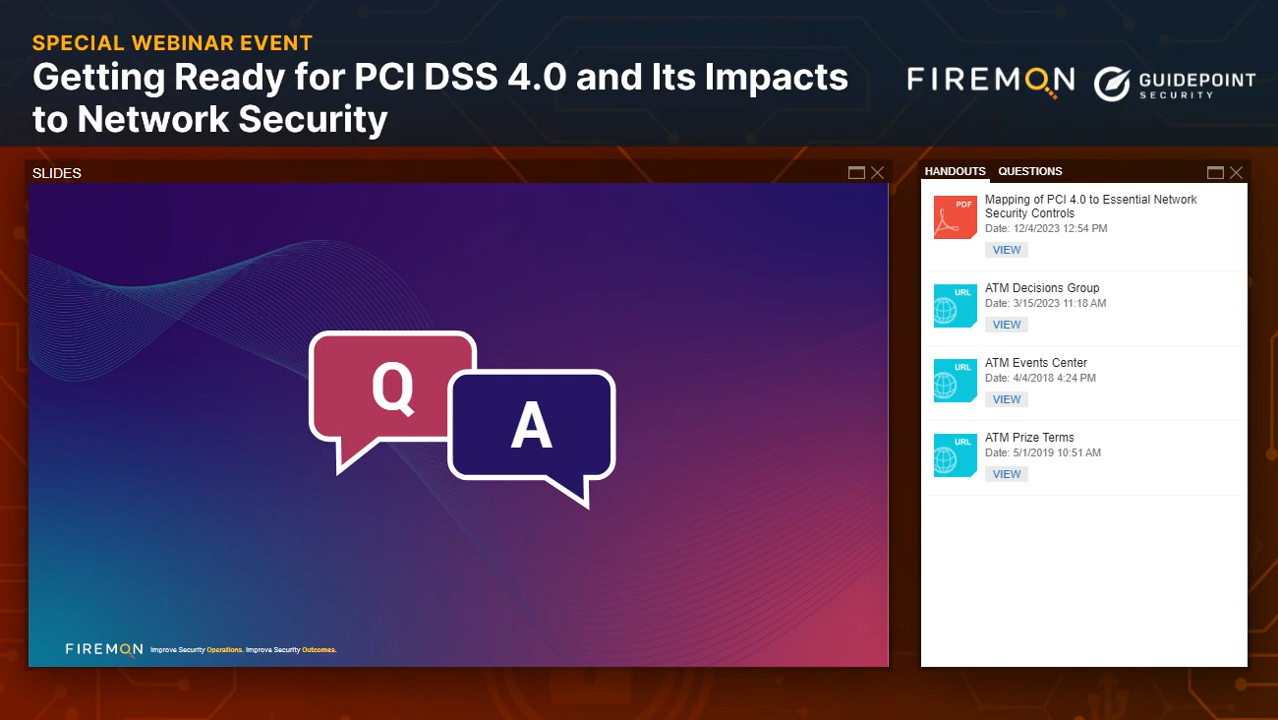 SPECIAL WEBINAR EVENT
Getting Ready for PCI DSS 4.0 and Its Impacts
to Network Security
FIREMON
GUIDEPOINT
SECURITY
SLIDES
Q
A
FIREMON Improve Security Operations. Improve Security Outcomes.
HANDOUTS QUESTIONS
PDF
Mapping of PCI 4.0 to Essential Network
Security Controls
Date: 12/4/2023 12:54 PM
VIEW
URL
ATM Decisions Group
Date: 3/15/2023 11:18 AM
VIEW
URL
ATM Events Center
Date: 4/4/2018 4:24 PM
VIEW
URL
ATM Prize Terms
Date: 5/1/2019 10:51 AM
VIEW